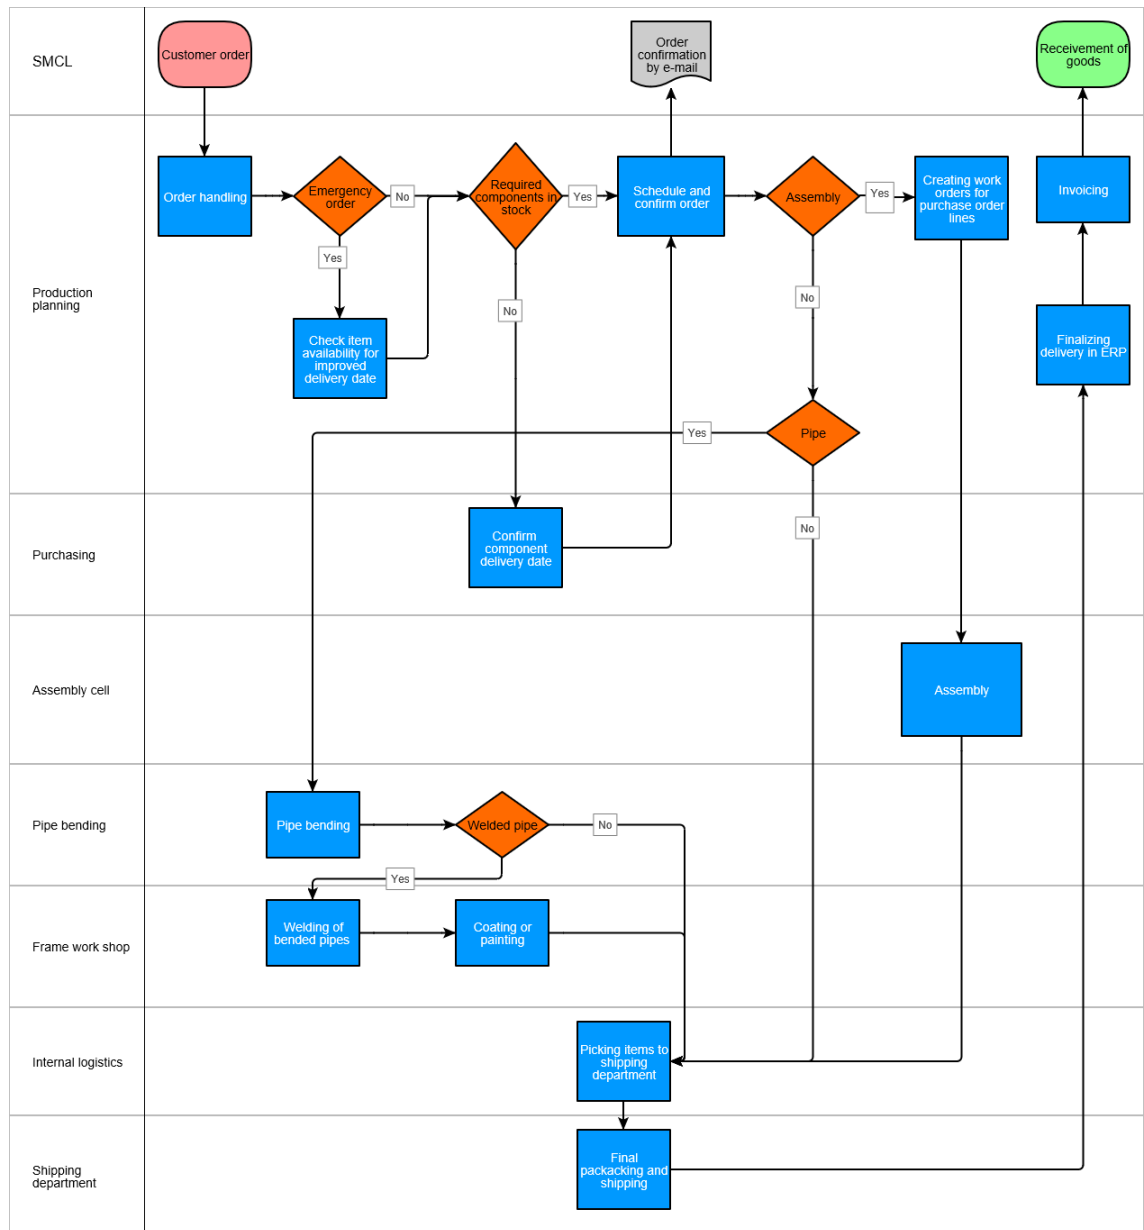 SMCL
Customer order
Order
confirmation
by e-mail
Receivement of
goods
Production
planning
Order handling
Emergency
order
No
Yes
Check item
availability for
improved
delivery date
Required
components in
stock
Yes
No
Schedule and
confirm order
Assembly
Yes
No
Creating work
orders for
purchase order
lines
Invoicing
Finalizing
delivery in ERP
Pipe
Yes
No
Purchasing
Confirm
component
delivery date
Assembly cell
Assembly
Pipe bending
Pipe bending
Welded pipe
No
Yes
Frame work shop
Welding of
bended pipes
Coating or
painting
Internal logistics
Picking items to
shipping
department
Shipping
department
Final
packacking and
shipping